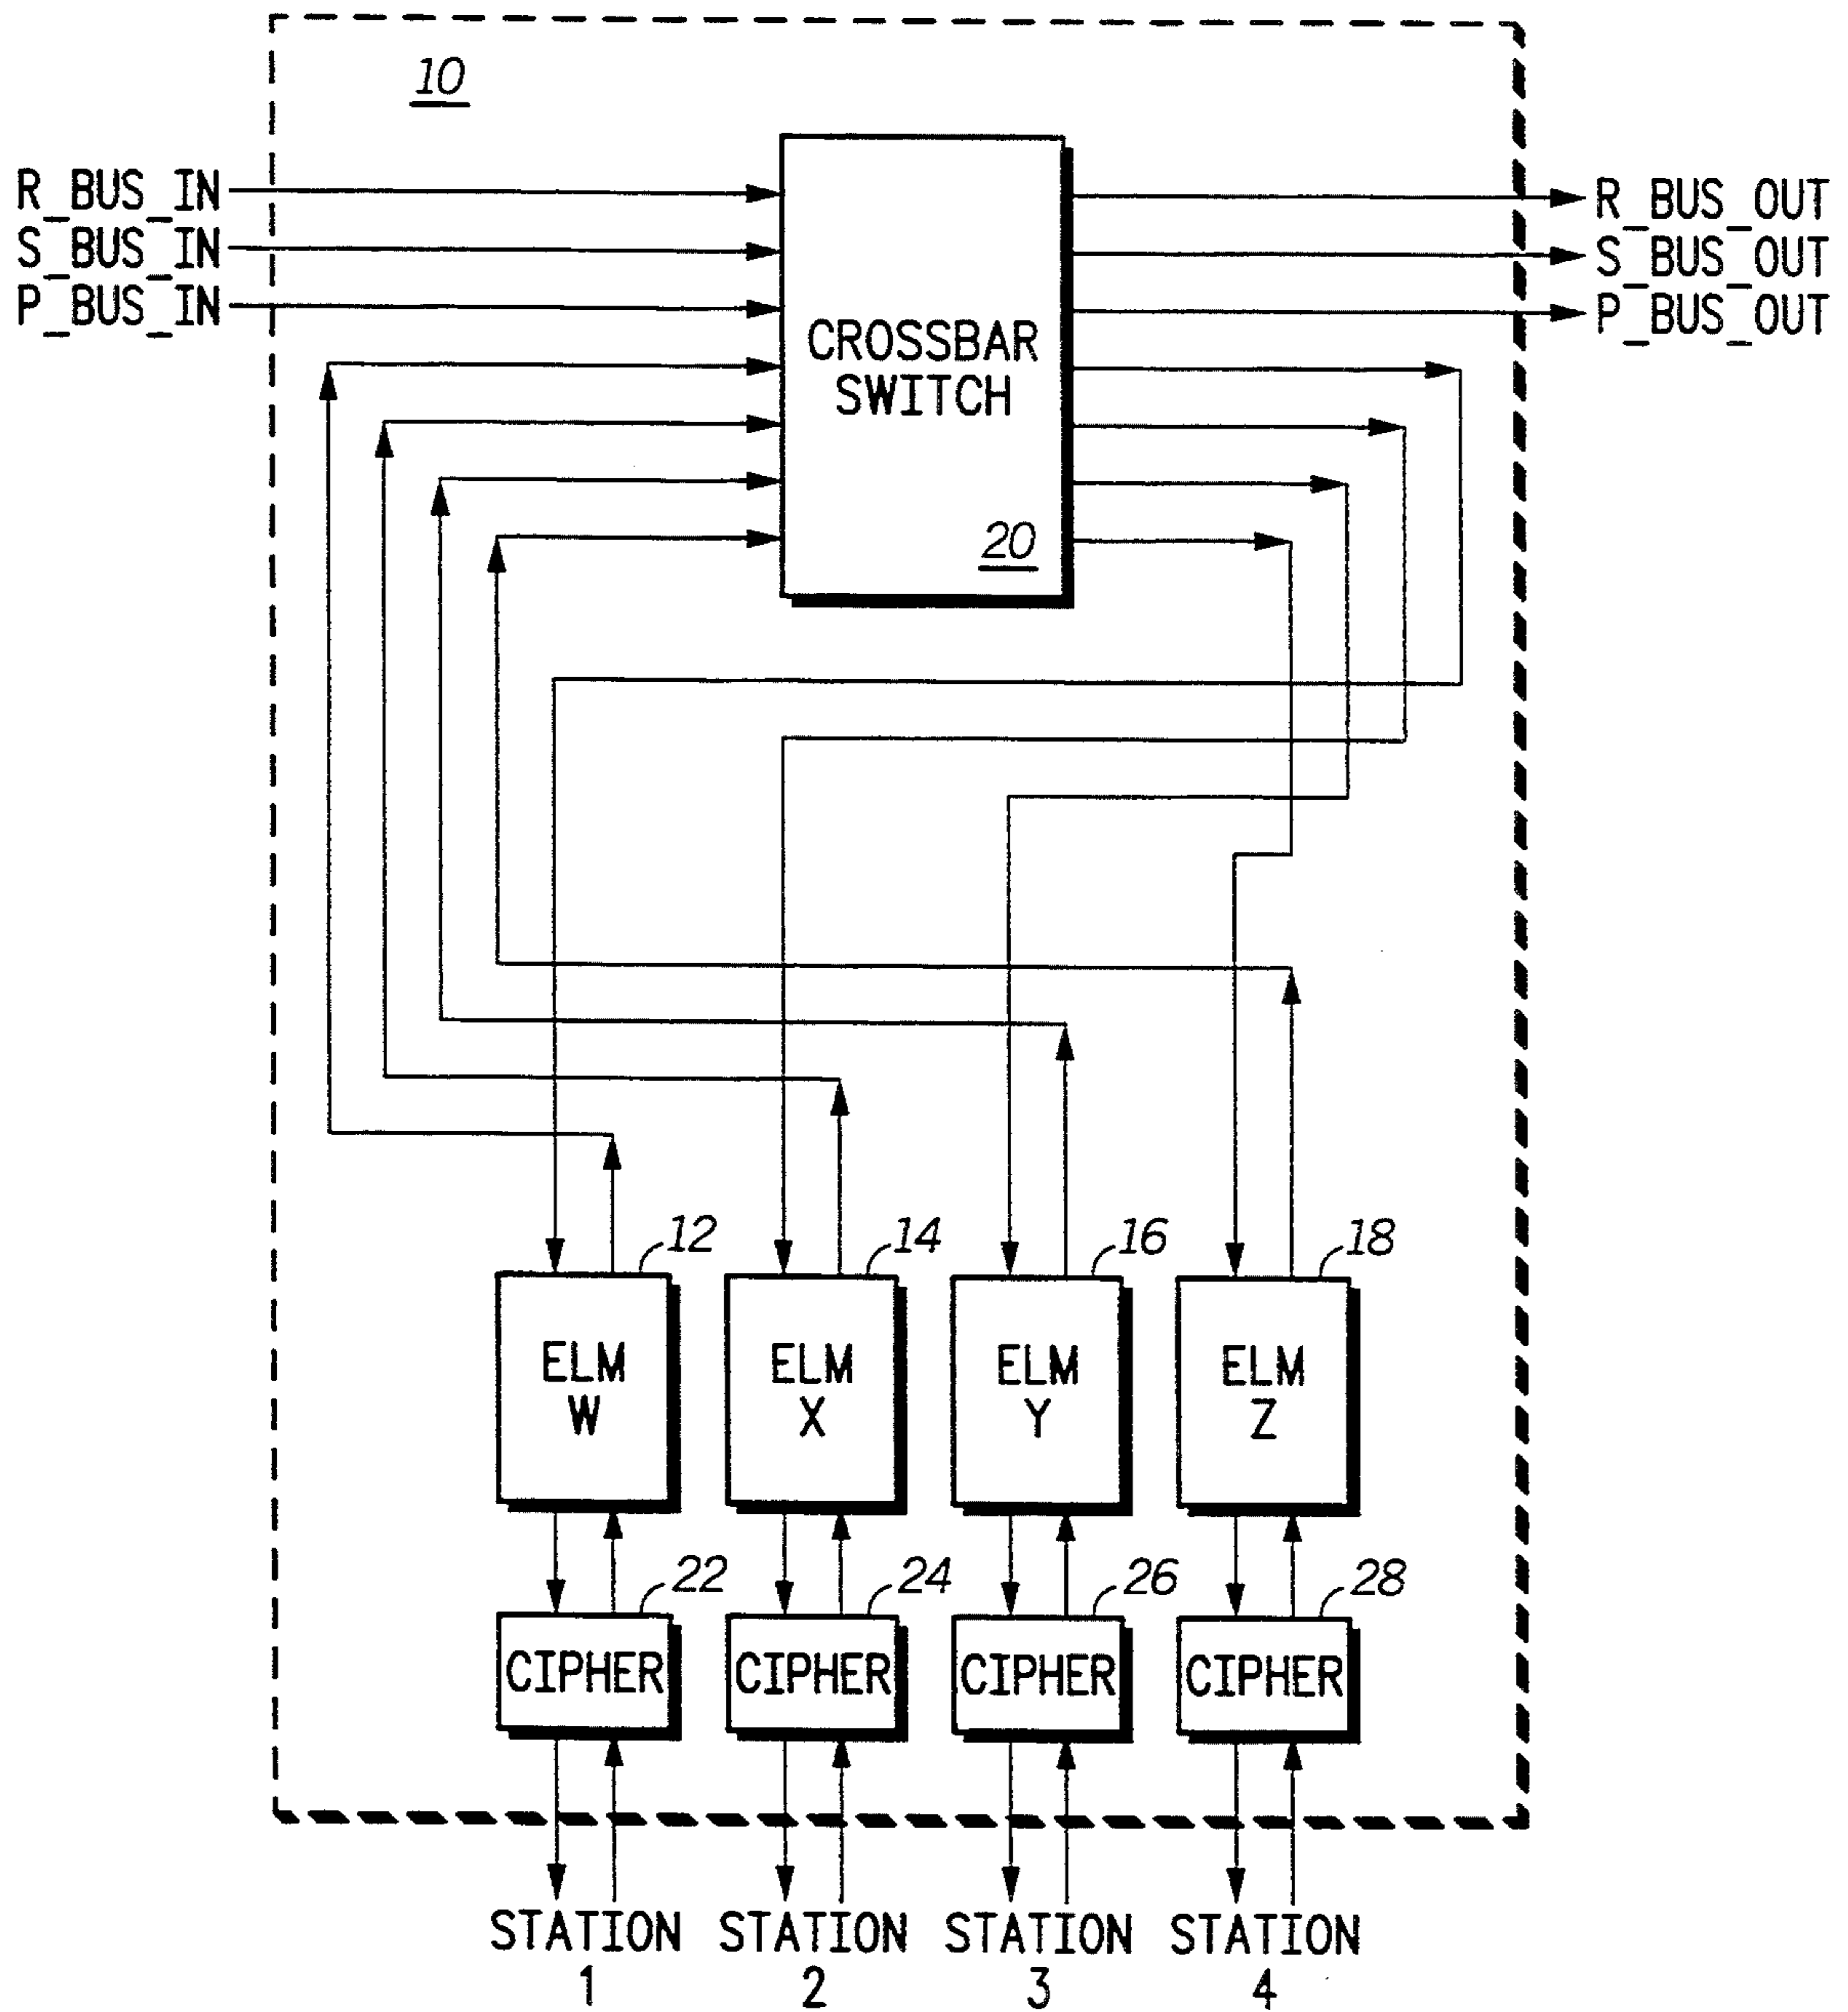 10
R_BUS_IN
S_BUS_IN
P_BUS_IN
R_BUS_OUT
S_BUS_OUT
P_BUS_OUT
CROSSBAR
SWITCH
20
12
14
16
18
ELM
W
ELM
X
ELM
Y
ELM
Z
22
24
26
28
CIPHER
CIPHER
CIPHER
CIPHER
STATION
1
STATION
2
STATION
3
STATION
4